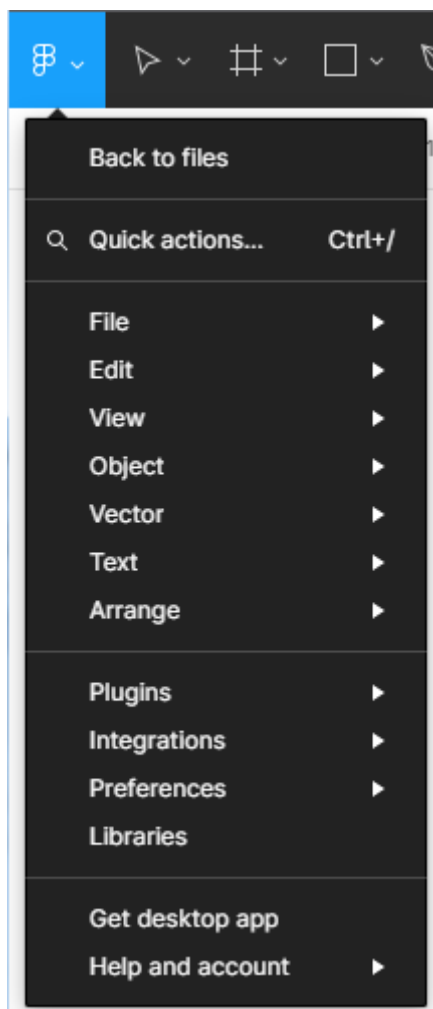 Back to files
Quick actions... Ctrl+/
File
Edit
View
Object
Vector
Text
Arrange
Plugins
Integrations
Preferences
Libraries
Get desktop app
Help and account